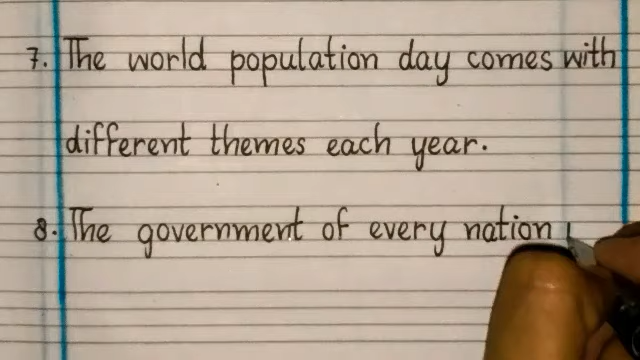 7. The world population day comes with
different themes each year.
8. The government of every nation